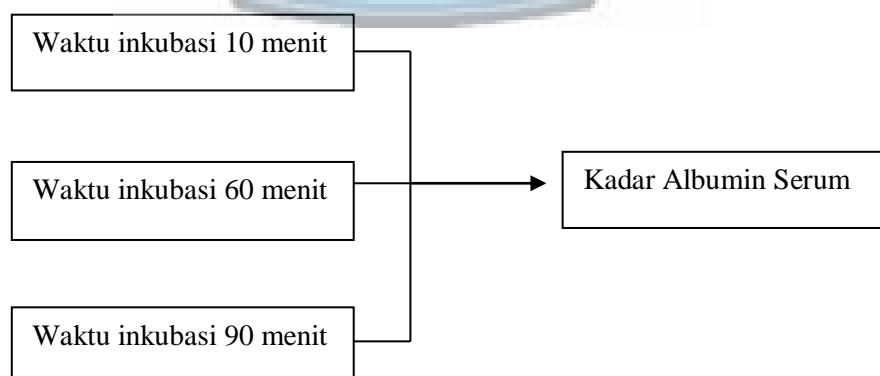 Waktu inkubasi 10 menit
Waktu inkubasi 60 menit
Kadar Albumin Serum
Waktu inkubasi 90 menit